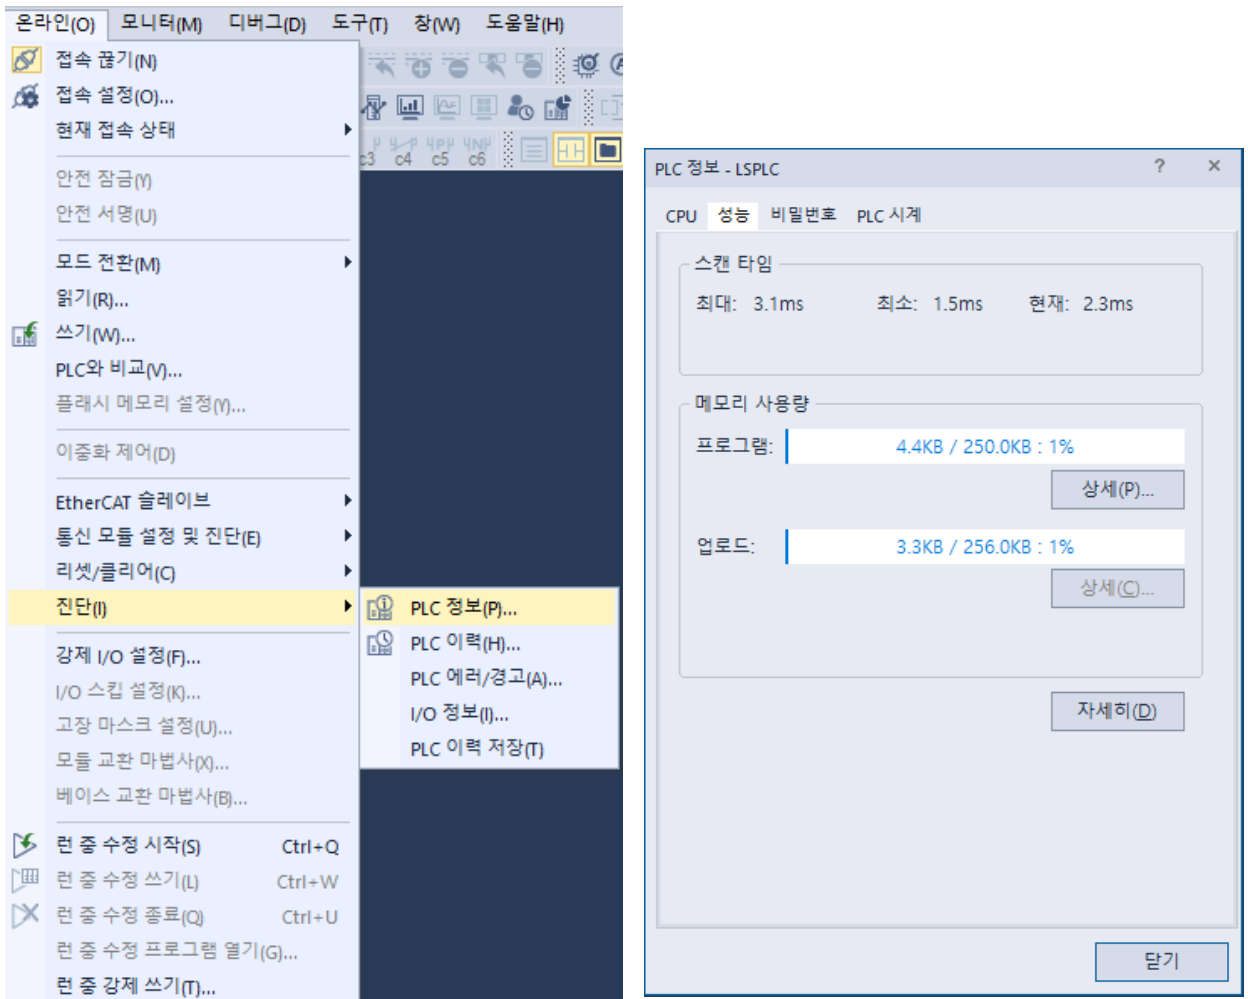 온라인(O) 모니터(M) 디버그(D) 도구(T) 창(W) 도움말(H)
접속 끊기(N)
접속 설정(O)...
현재 접속 상태
안전 잠금(Y)
안전 서명(U)
모드 전환(M)
읽기(R)...
쓰기(W)...
PLC와 비교(V)...
플래시 메모리 설정(Y)...
이중화 제어(D)
EtherCAT 슬레이브
통신 모듈 설정 및 진단(E)
리셋/클리어(C)
진단(I)
강제 I/O 설정(F)...
I/O 스킵 설정(K)...
고장 마스크 설정(U)...
모듈 교환 마법사(X)...
베이스 교환 마법사(B)...
런 중 수정 시작(S) Ctrl+Q
런 중 수정 쓰기(L) Ctrl+W
런 중 수정 종료(Q) Ctrl+U
런 중 수정 프로그램 열기(G)...
런 중 강제 쓰기(T)...
c3 c4 c5 c6
PLC 정보(P)...
PLC 이력(H)...
PLC 에러/경고(A)...
I/O 정보(I)...
PLC 이력 저장(T)
PLC 정보 - LSPLC ?
CPU 성능 비밀번호 PLC 시계
스캔 타임
최대: 3.1ms 최소: 1.5ms 현재: 2.3ms
메모리 사용량
프로그램: 4.4KB / 250.0KB : 1%
상세(P)...
업로드: 3.3KB / 256.0KB : 1%
상세(C)...
자세히(D)
닫기